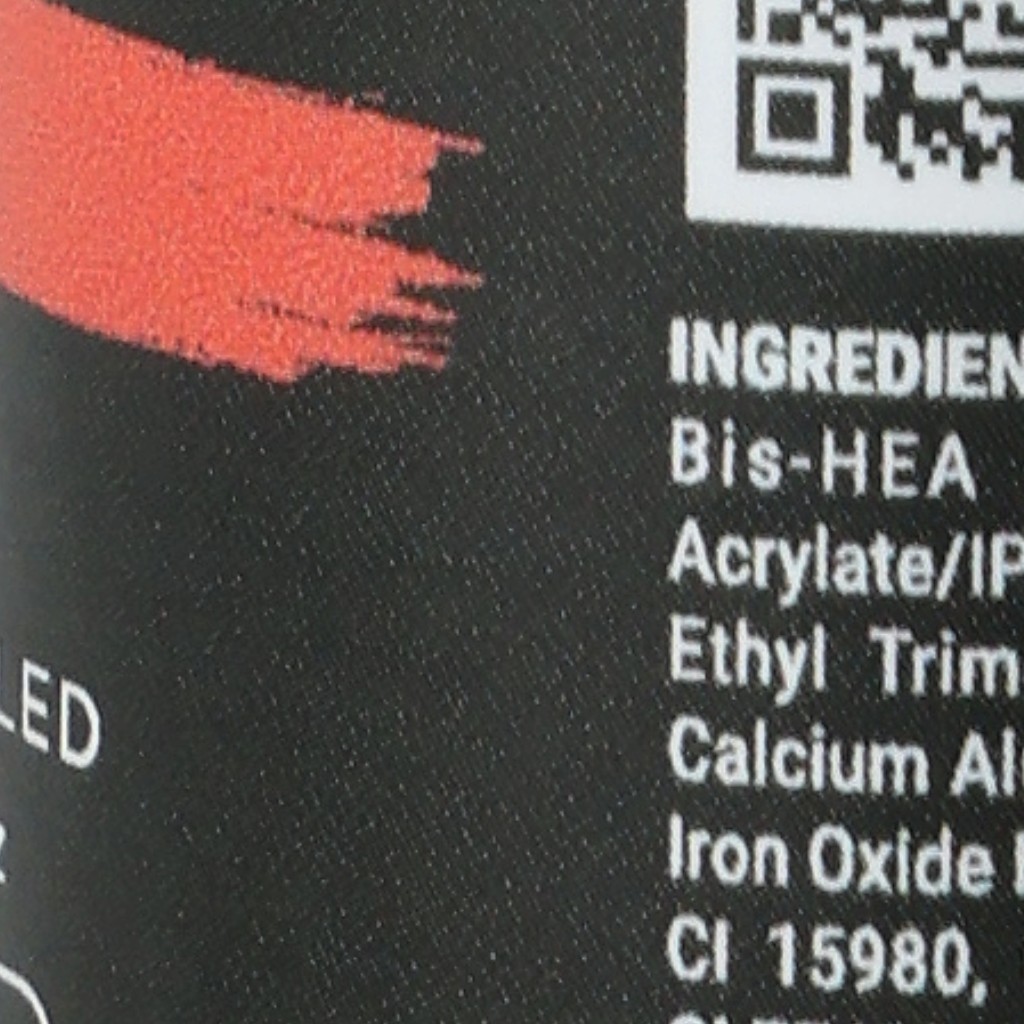 LED
z
INGREDIEN
Bis-HEA
Acrylate/IP
Ethyl Trim
Calcium Al
Iron Oxide
CI 15980,